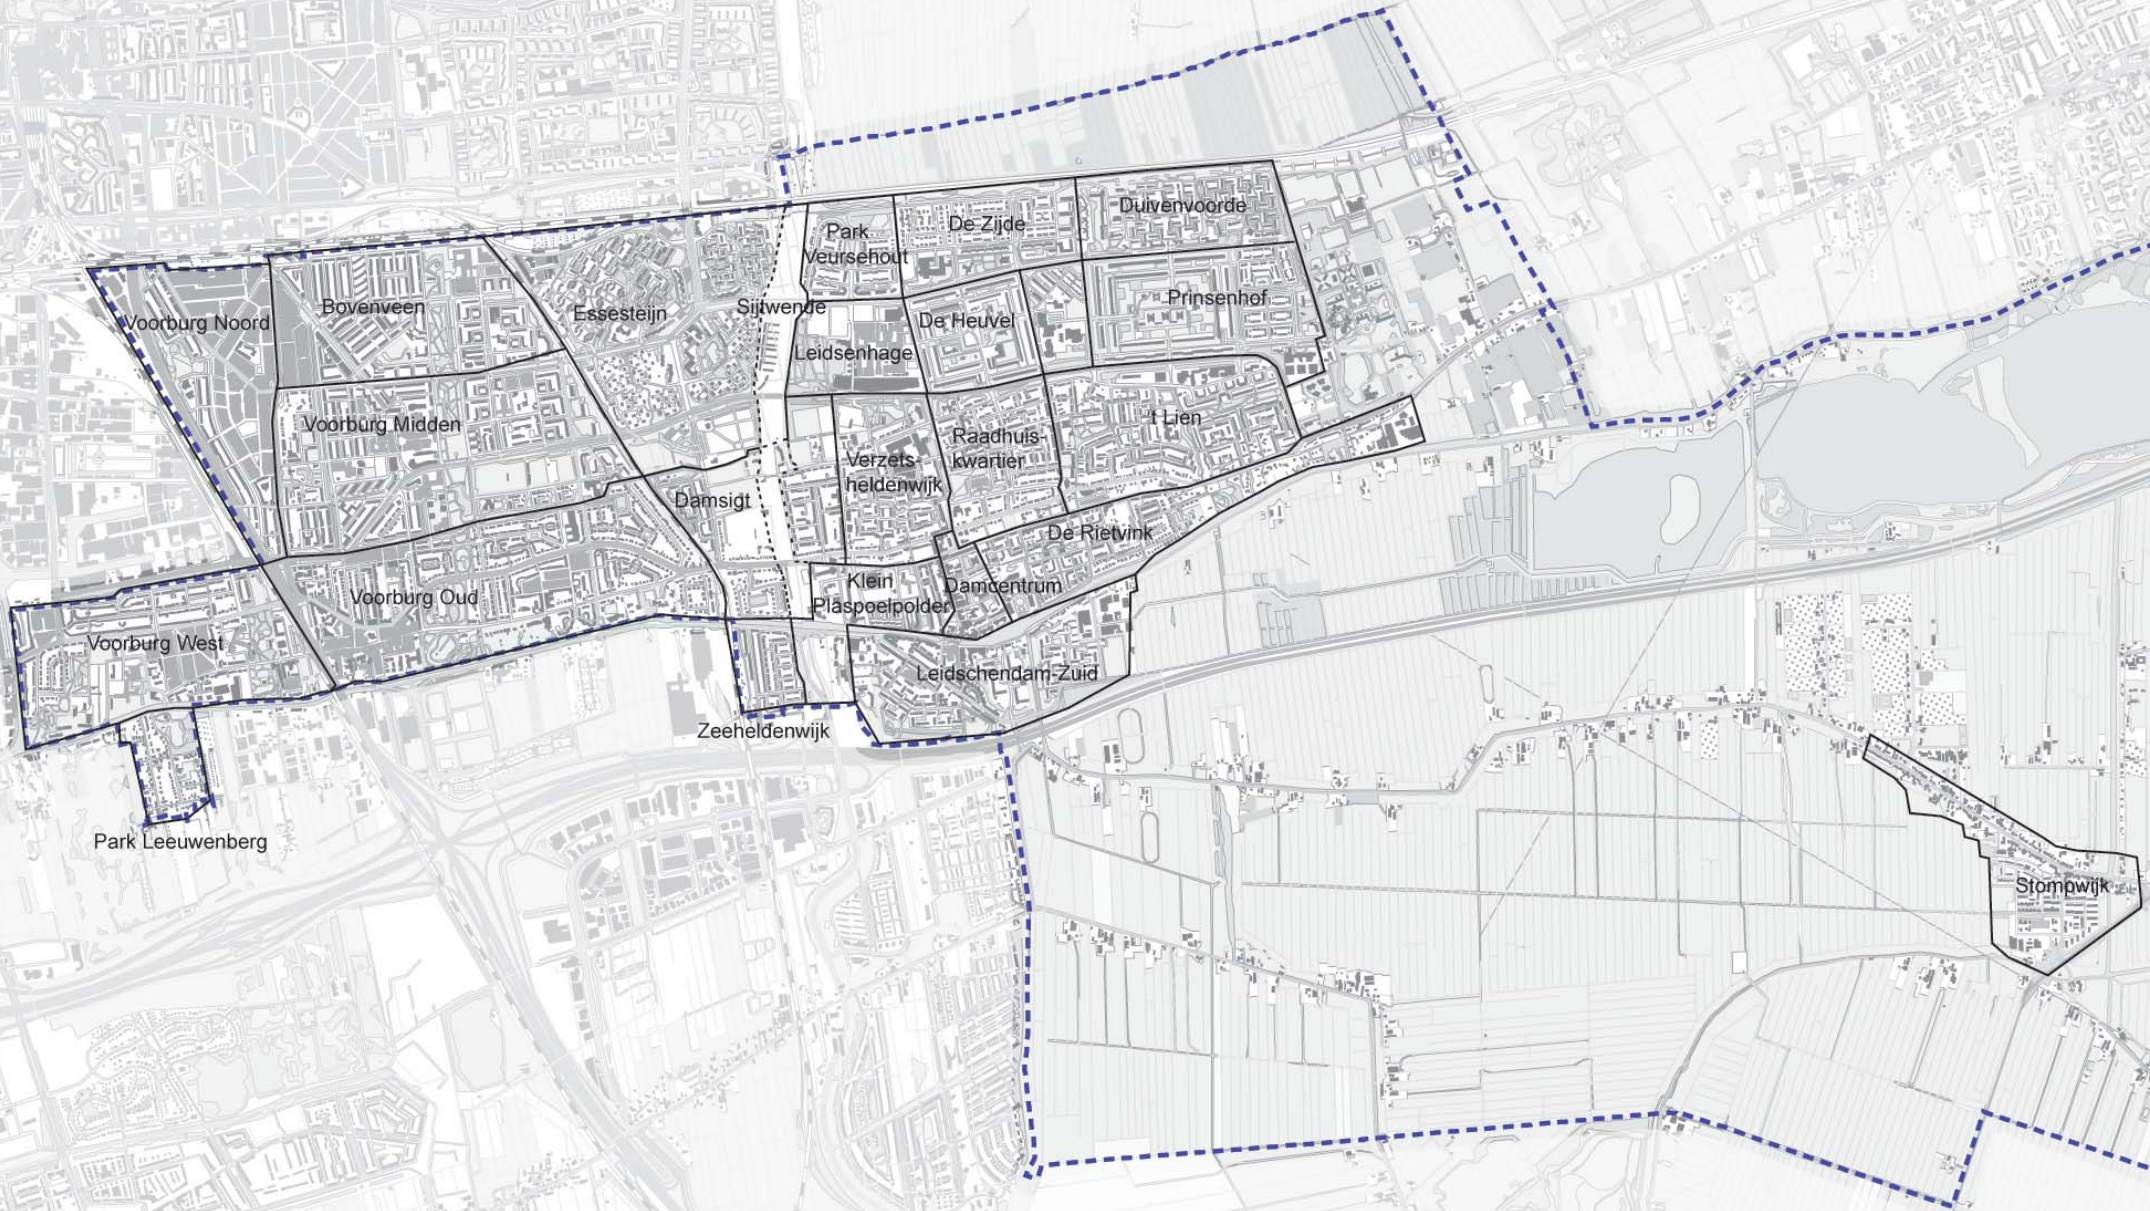 Duivenvoorde
De Zijde
Park
Veursehout
Prinsenhof
Sijtwende
Bovenveen
Essesteijn
De Heuvel
Voorburg Noord
Leidsenhage
't Lien
Voorburg Midden
Raadhuis-
kwartier
Verzets-
heldenwijk
Damsigt
De Rietvink
Klein
Plaspoelpolder
Damcentrum
Voorburg Oud
Voorburg West
Leidschendam-Zuid
Zeeheldenwijk
Park Leeuwenberg
Stompwijk